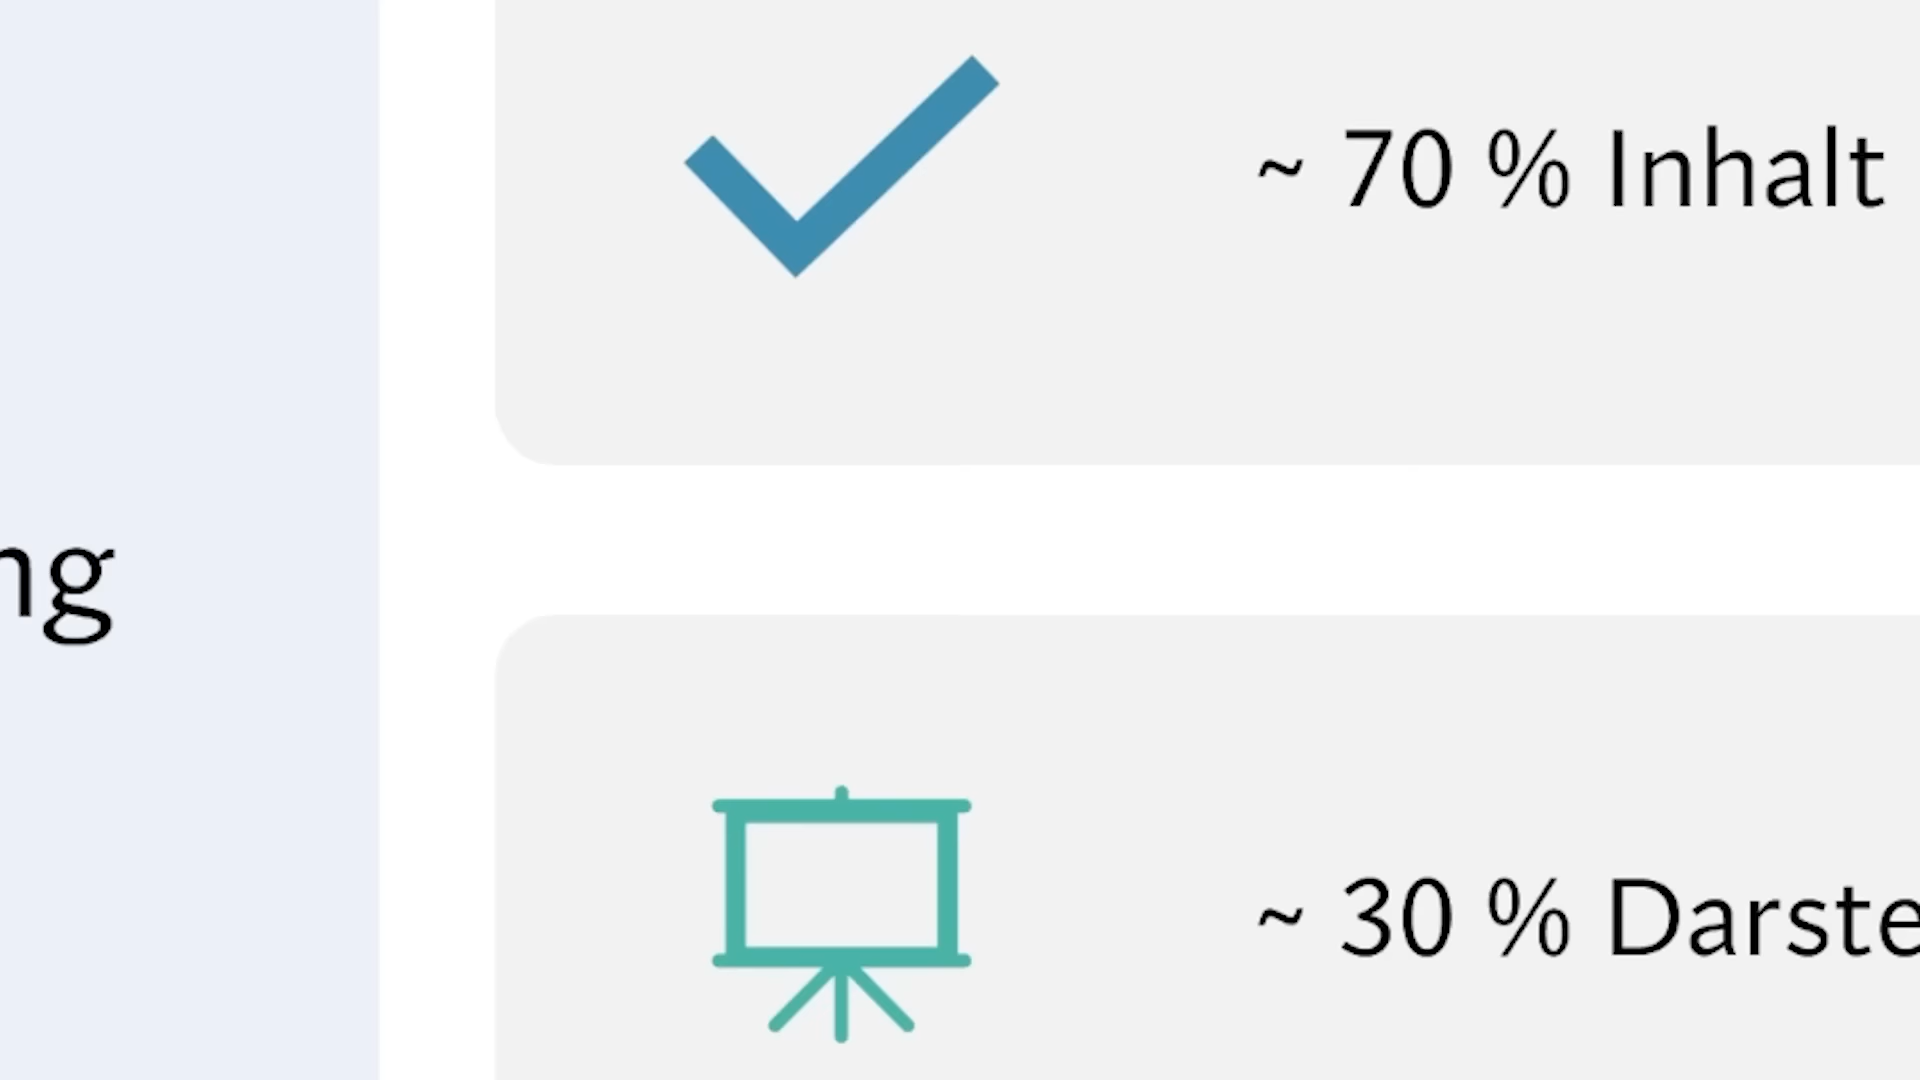 ~ 70 % Inhalt
ng
~ 30 % Darste